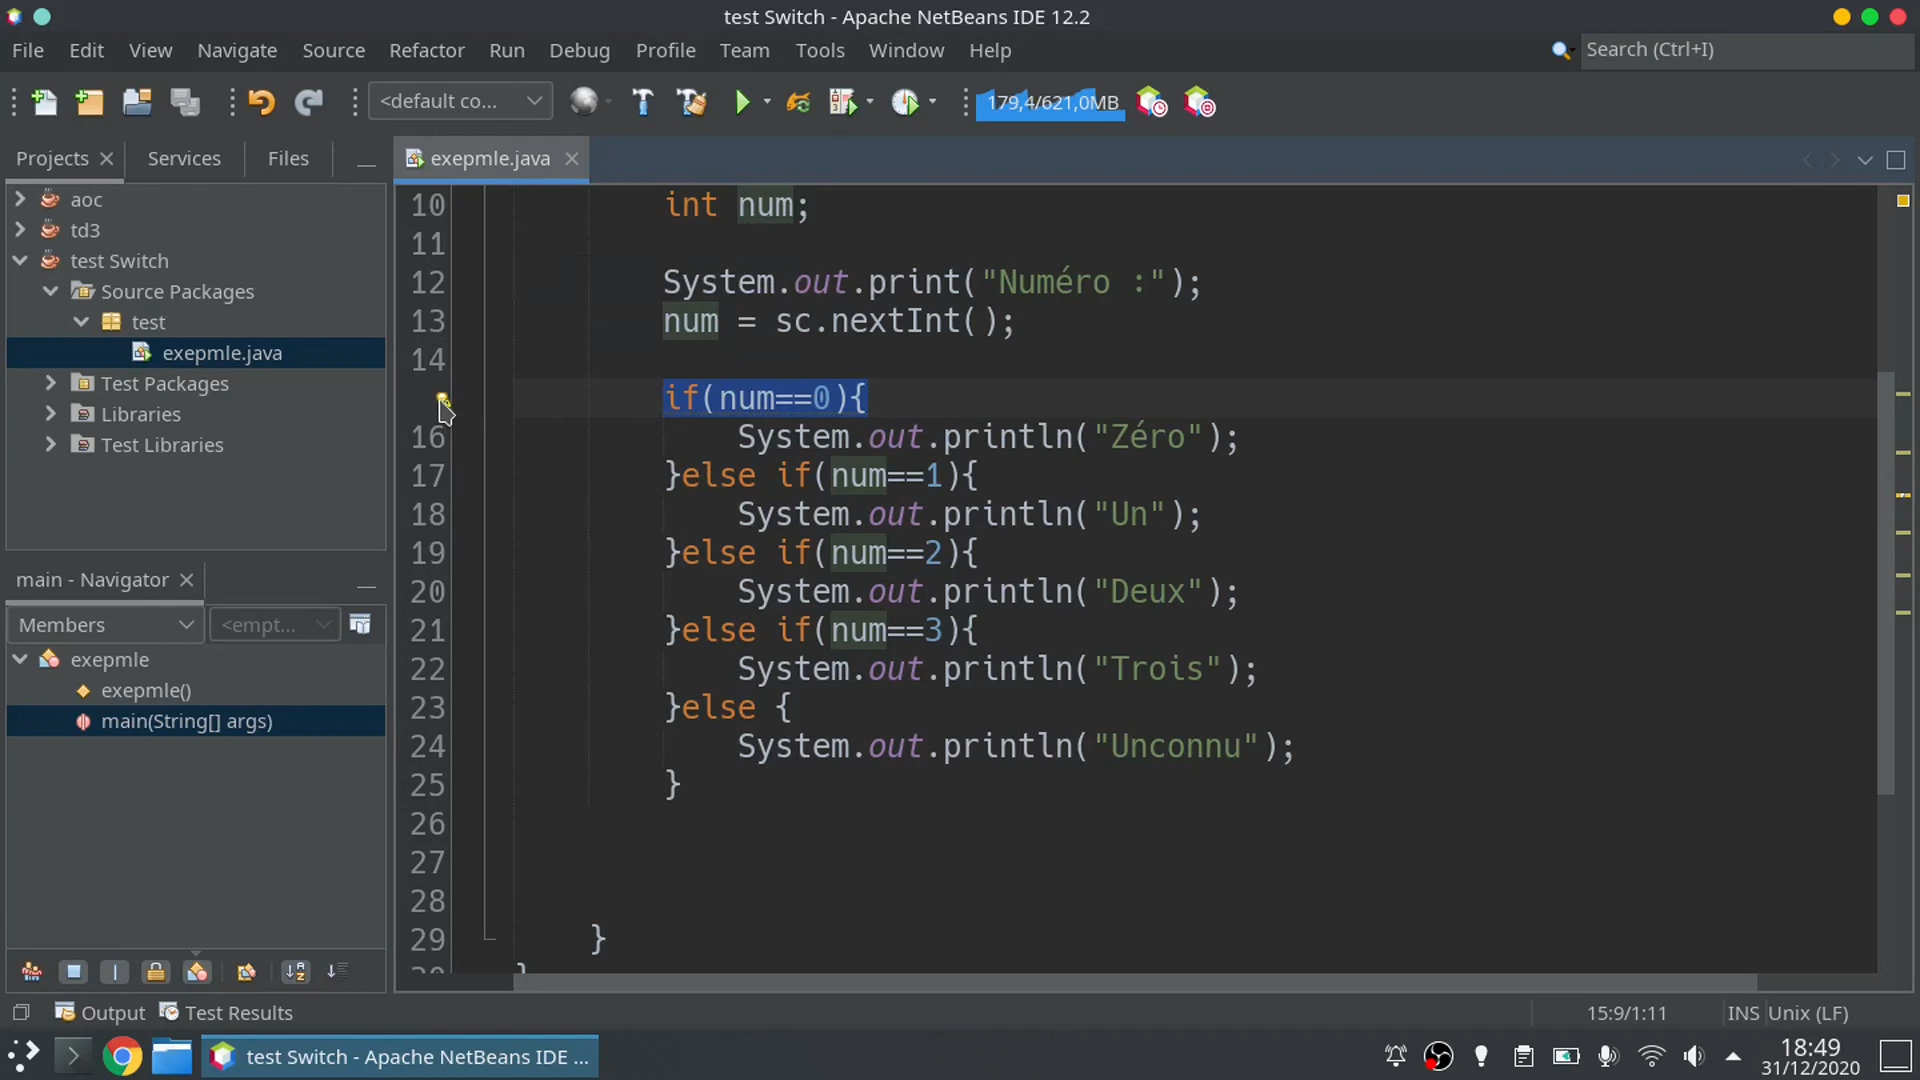 test Switch - Apache NetBeans IDE 12.2
File Edit View Navigate Source Refactor Run Debug Profile Team Tools Window Help
Search (Ctrl+I)
<default co...
179,4/621,0MB
Projects Services Files
exepmle.java
aoc
td3
test Switch
Source Packages
test
exepmle.java
Test Packages
Libraries
Test Libraries
main - Navigator
Members <empt...
exepmle
exepmle()
main(String[] args)
10 int num;
11
12 System.out.print("Numéro :");
13 num = sc.nextInt();
14
if(num==0){
16 System.out.println("Zéro");
17 }else if(num==1){
18 System.out.println("Un");
19 }else if(num==2){
20 System.out.println("Deux");
21 }else if(num==3){
22 System.out.println("Trois");
23 }else {
24 System.out.println("Unconnu");
25 }
26
27
28
29 }
Output Test Results
15:9/1:11 INS Unix (LF)
test Switch - Apache NetBeans IDE ...
18:49
31/12/2020